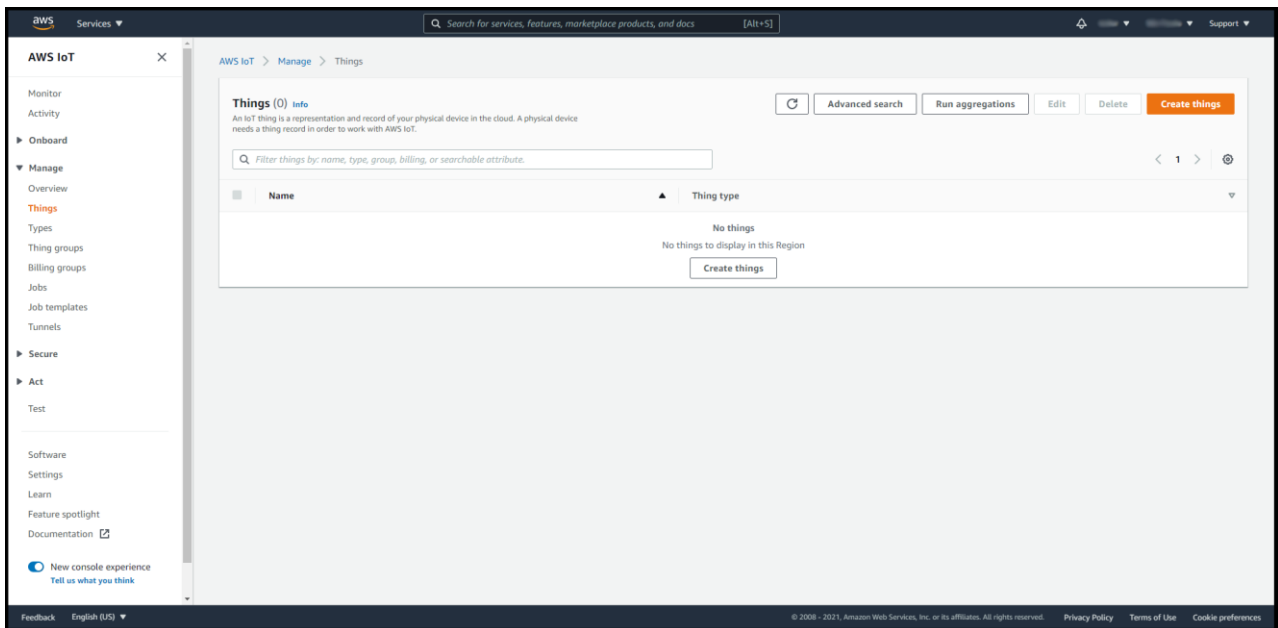 aws Services ▼ Search for services, features, marketplace products, and docs [Alt+S] Support ▼
AWS IoT
Monitor
Activity
Onboard
Manage
Overview
Things
Types
Thing groups
Billing groups
Jobs
Job templates
Tunnels
Secure
Act
Test
Software
Settings
Learn
Feature spotlight
Documentation
New console experience
Tell us what you think
AWS IoT > Manage > Things
Things (0) Info
An IoT thing is a representation and record of your physical device in the cloud. A physical device
needs a thing record in order to work with AWS IoT.
Advanced search Run aggregations Edit Delete Create things
Filter things by: name, type, group, billing, or searchable attribute.
< 1 >
Name ▲ Thing type
No things
No things to display in this Region
Create things
Feedback English (US) ▼ © 2008 - 2021, Amazon Web Services, Inc. or its affiliates. All rights reserved. Privacy Policy Terms of Use Cookie preferences